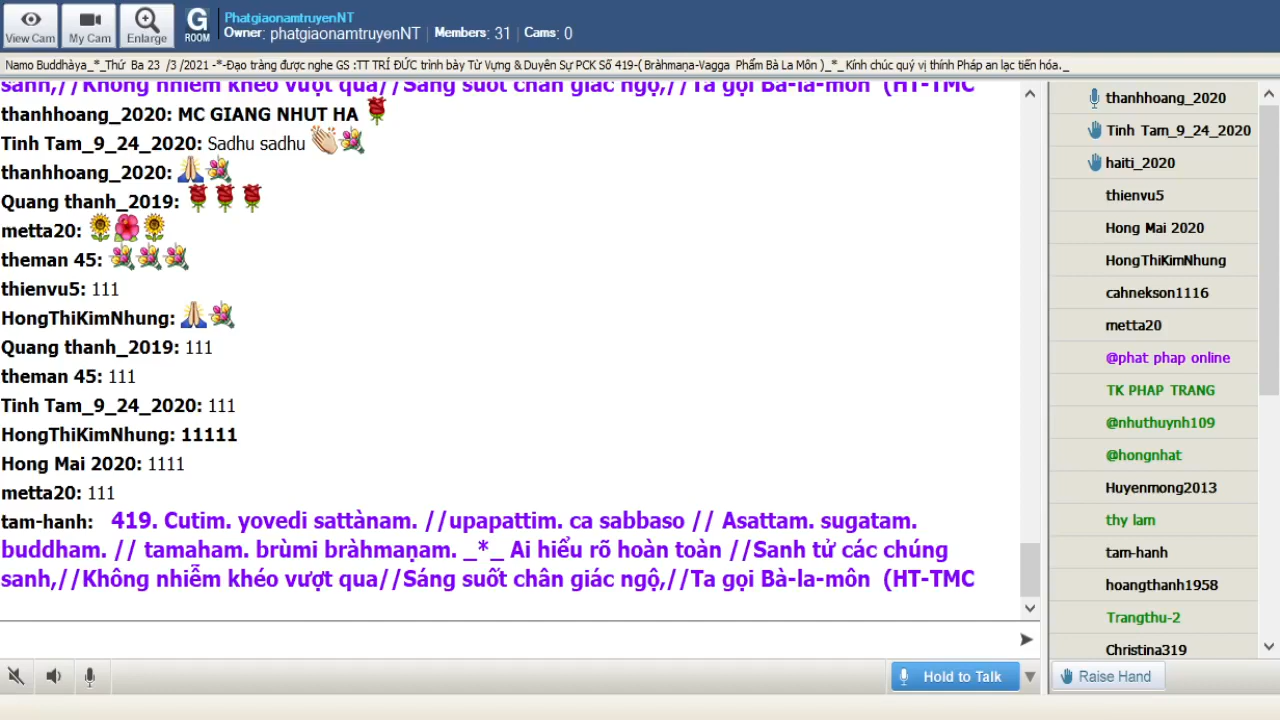 PhatgiaonamtruyenNT
Owner: phatgiaonamtruyenNT | Members: 31 | Cams: 0
View Cam
My Cam
Enlarge
G ROOM
Namo Buddhàya_*_Thứ Ba 23 /3 /2021 -*-Đạo tràng được nghe GS :TT TRÍ ĐỨC trình bày Từ Vựng & Duyên Sự PCK Số 419-( Bràhmaṇa-Vagga Phẩm Bà La Môn )_*_ Kính chúc quý vị thính Pháp an lạc tiến hóa._
sanh,//Không nhiễm khéo vượt qua//Sáng suốt chân giác ngộ,//Ta gọi Bà-la-môn (HT-TMC
thanhhoang_2020: MC GIANG NHUT HA
Tinh Tam_9_24_2020: Sadhu sadhu
thanhhoang_2020:
Quang thanh_2019:
metta20:
theman 45:
thienvu5: 111
HongThiKimNhung:
Quang thanh_2019: 111
theman 45: 111
Tinh Tam_9_24_2020: 111
HongThiKimNhung: 11111
Hong Mai 2020: 1111
metta20: 111
tam-hanh: 419. Cutim. yovedi sattànam. //upapattim. ca sabbaso // Asattam. sugatam.
buddham. // tamaham. brùmi bràhmaṇam. _*_ Ai hiểu rõ hoàn toàn //Sanh tử các chúng
sanh,//Không nhiễm khéo vượt qua//Sáng suốt chân giác ngộ,//Ta gọi Bà-la-môn (HT-TMC
thanhhoang_2020
Tinh Tam_9_24_2020
haiti_2020
thienvu5
Hong Mai 2020
HongThiKimNhung
cahnekson1116
metta20
@phat phap online
TK PHAP TRANG
@nhuthuynh109
@hongnhat
Huyenmong2013
thy lam
tam-hanh
hoangthanh1958
Trangthu-2
Christina319
Hold to Talk
Raise Hand